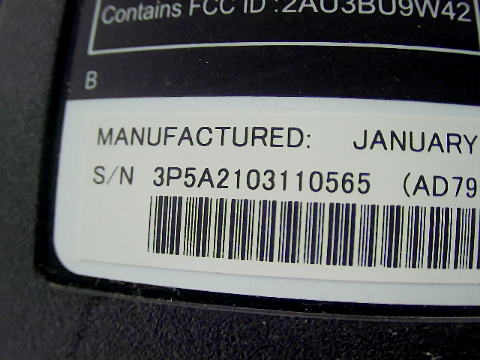 Contains FCC ID :2AU3BU9W42
B
MANUFACTURED: JANUARY
S/N 3P5A2103110565 (AD79